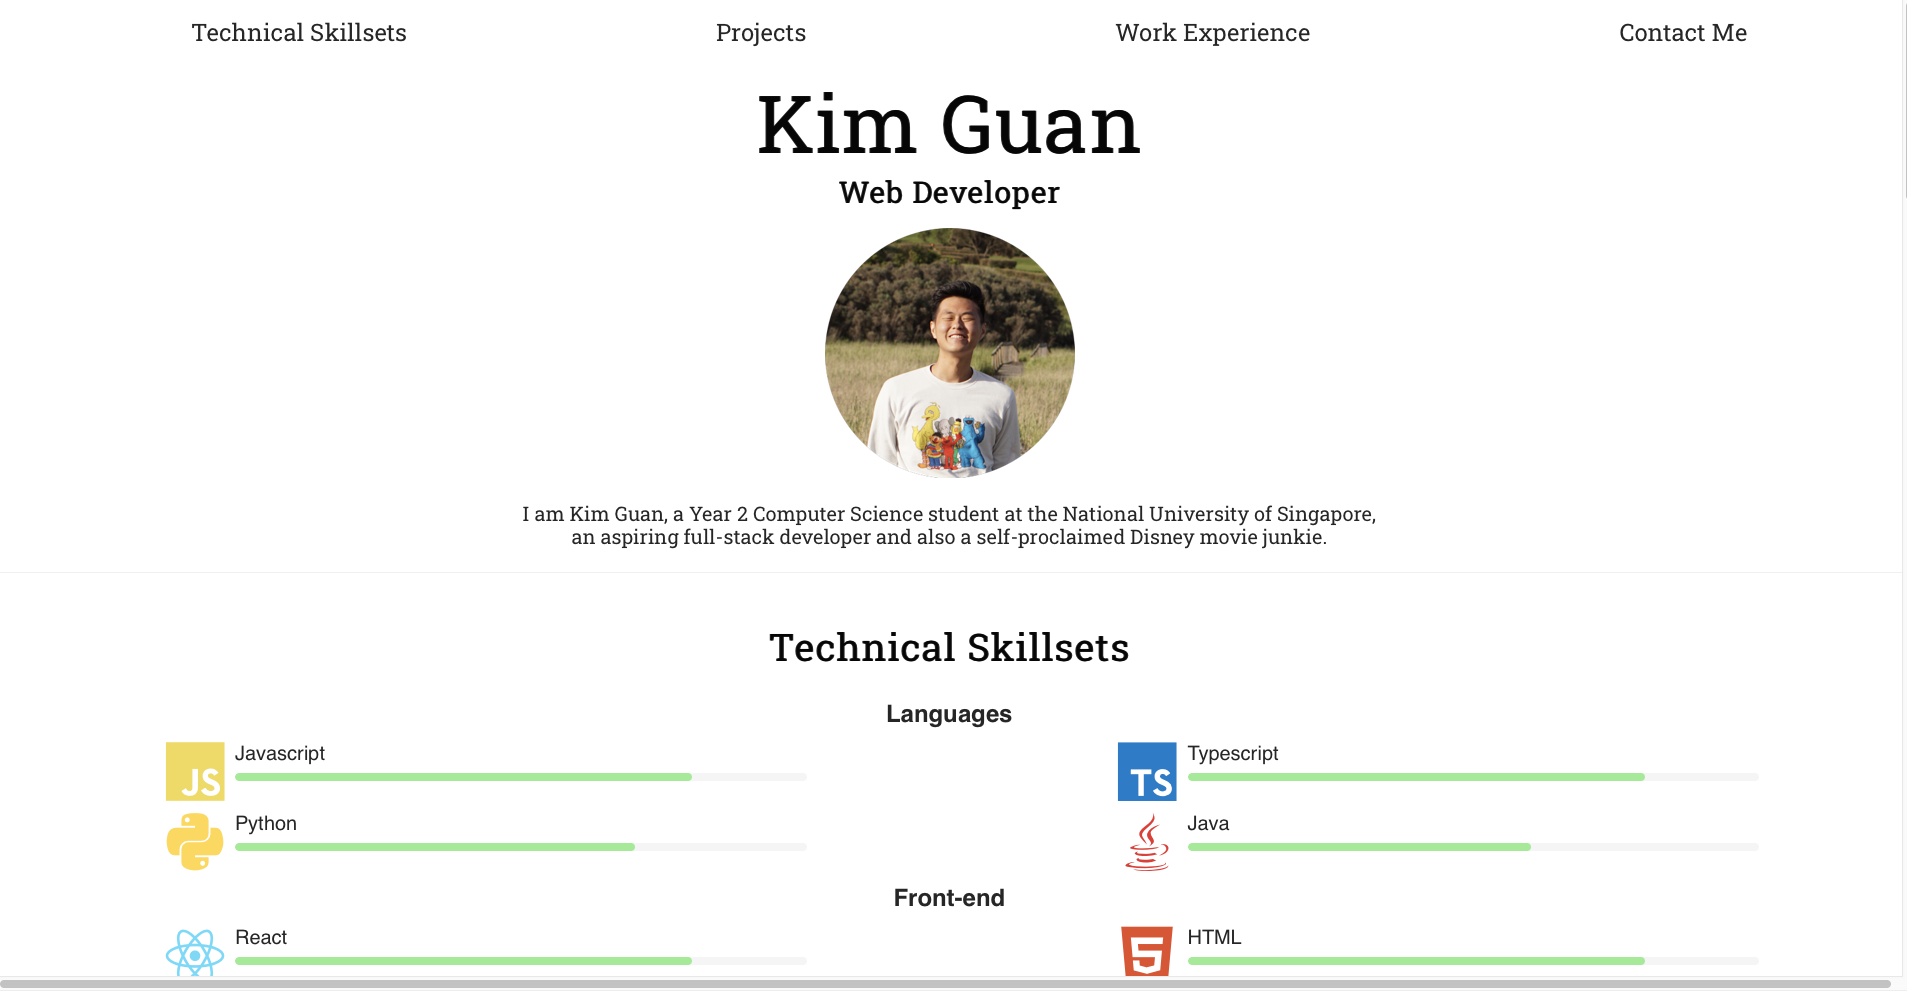 Technical Skillsets Projects Work Experience Contact Me
Kim Guan
Web Developer
I am Kim Guan, a Year 2 Computer Science student at the National University of Singapore,
an aspiring full-stack developer and also a self-proclaimed Disney movie junkie.
Technical Skillsets
Languages
JS Javascript
TS Typescript
Python
Java
Front-end
React
5 HTML